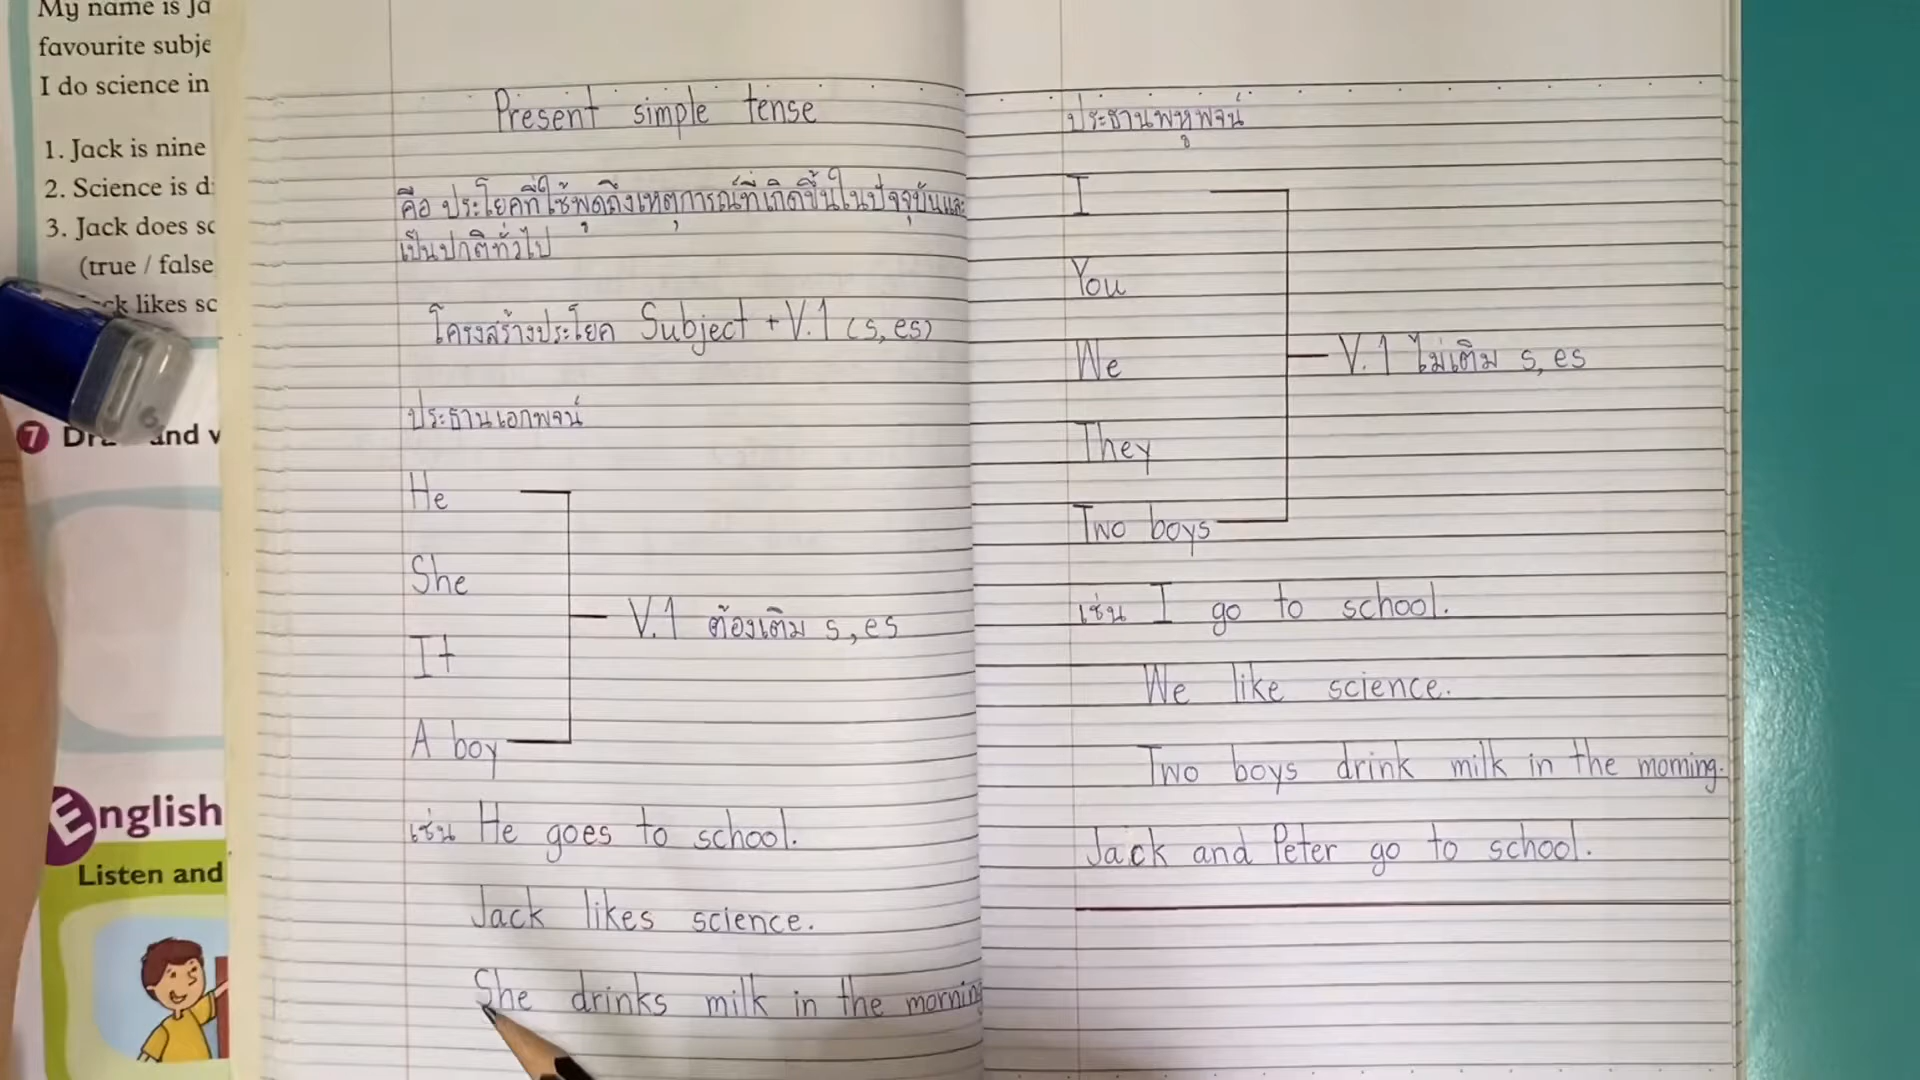 My name is Ja
favourite subje
I do science in
1. Jack is nine
2. Science is d
3. Jack does sc
(true / false
ck likes sc
7 Dr and v
English
Listen and
Present simple tense
คือ ประโยคที่ใช้พูดถึงเหตุการณ์ที่เกิดขึ้นในปัจจุบันและ
เป็นปกติทั่วไป
โครงสร้างประโยค Subject + V.1 (s, es)
ประธานเอกพจน์
He
She
It
A boy
V.1 ต้องเติม s, es
เช่น He goes to school.
Jack likes science.
She drinks milk in the morning
ประธานพหูพจน์
I
You
We
They
Two boys
V.1 ไม่เติม s, es
เช่น I go to school.
We like science.
Two boys drink milk in the morning.
Jack and Peter go to school.